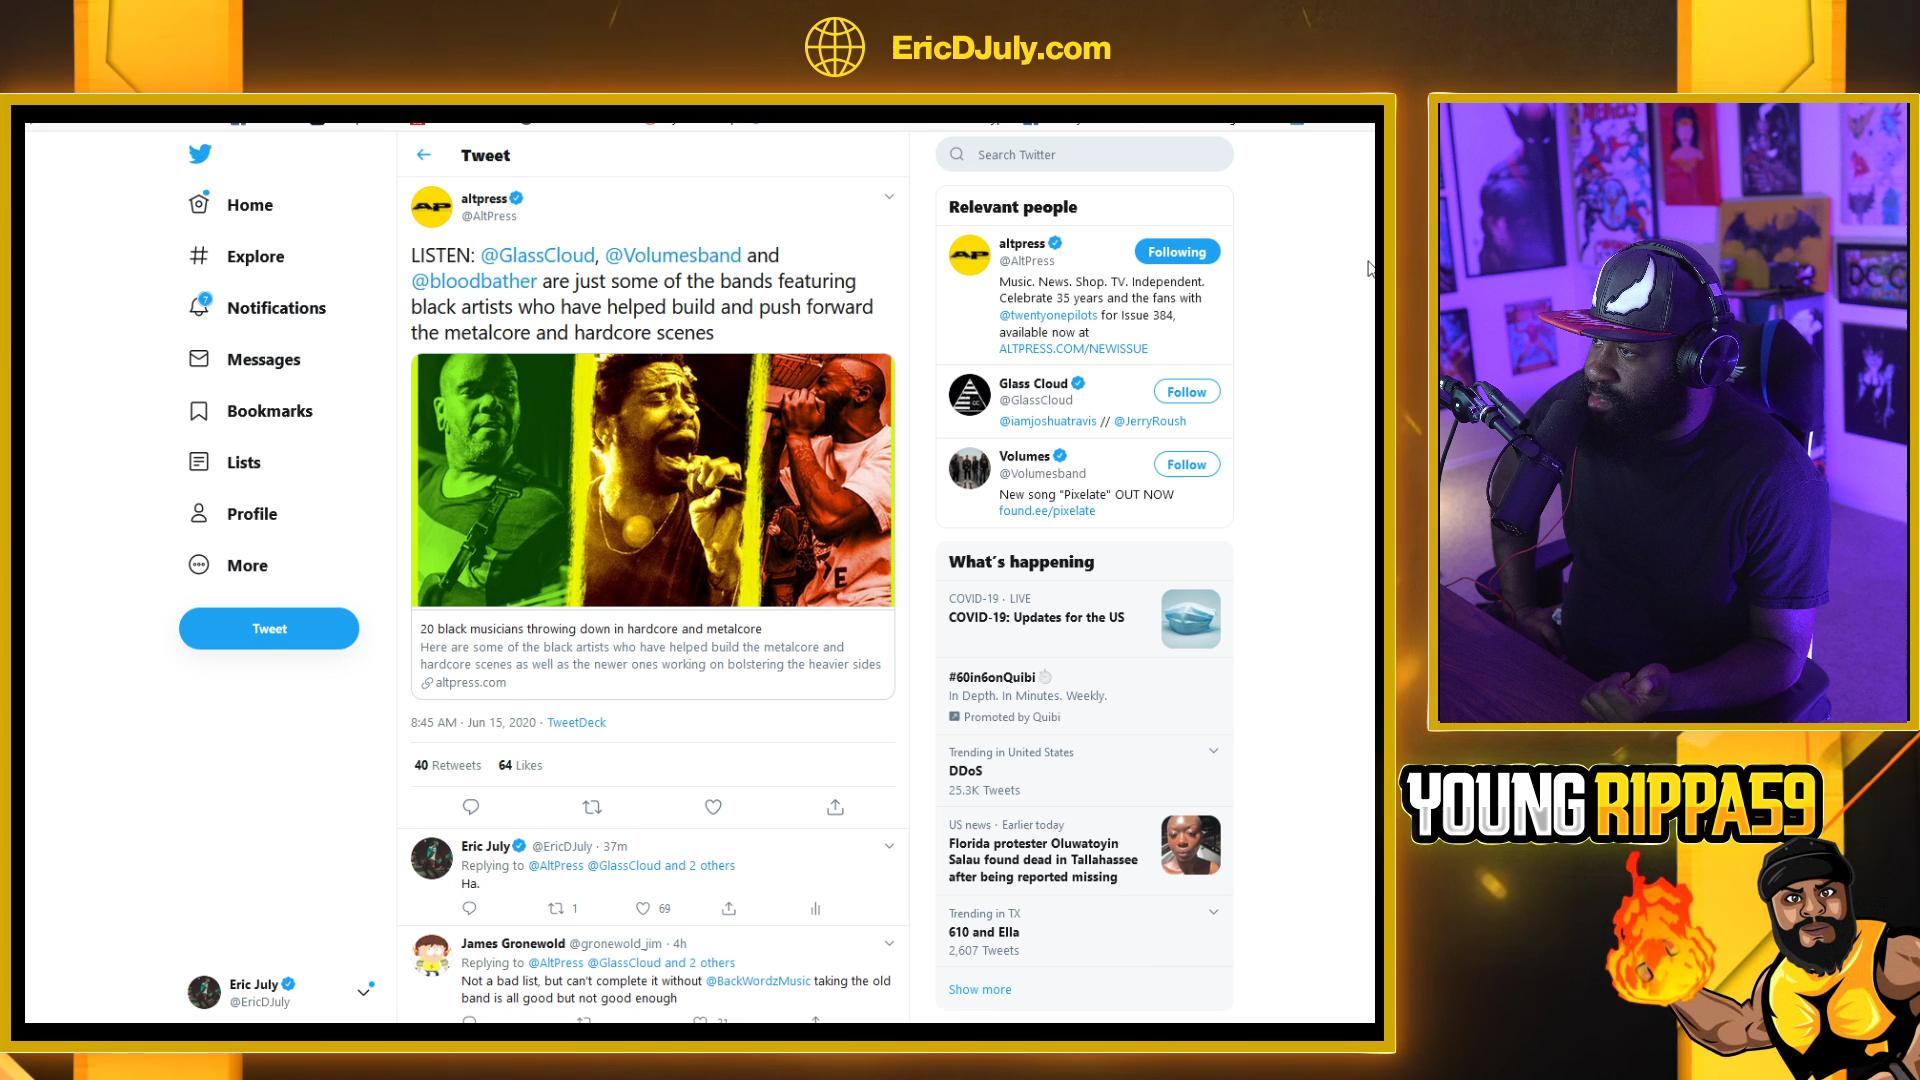 EricDJuly.com
Home
Explore
7
Notifications
Messages
Bookmarks
Lists
Profile
More
Tweet
Eric July
@EricDJuly
Tweet
AP
altpress
@AltPress
LISTEN: @GlassCloud, @Volumesband and
@bloodbather are just some of the bands featuring
black artists who have helped build and push forward
the metalcore and hardcore scenes
20 black musicians throwing down in hardcore and metalcore
Here are some of the black artists who have helped build the metalcore and
hardcore scenes as well as the newer ones working on bolstering the heavier sides
altpress.com
8:45 AM · Jun 15, 2020 · TweetDeck
40 Retweets 64 Likes
Eric July @EricDJuly · 37m
Replying to @AltPress @GlassCloud and 2 others
Ha.
1 69
James Gronewold @gronewold_jim · 4h
Replying to @AltPress @GlassCloud and 2 others
Not a bad list, but can't complete it without @BackWordzMusic taking the old
band is all good but not good enough
Search Twitter
Relevant people
AP
altpress
@AltPress
Following
Music. News. Shop. TV. Independent.
Celebrate 35 years and the fans with
@twentyonepilots for Issue 384,
available now at
ALTPRESS.COM/NEWISSUE
Glass Cloud
@GlassCloud
Follow
@iamjoshuatravis // @JerryRoush
Volumes
@Volumesband
Follow
New song "Pixelate" OUT NOW
found.ee/pixelate
What's happening
COVID-19 · LIVE
COVID-19: Updates for the US
#60in6onQuibi
In Depth. In Minutes. Weekly.
Promoted by Quibi
Trending in United States
DDoS
25.3K Tweets
US news · Earlier today
Florida protester Oluwatoyin
Salau found dead in Tallahassee
after being reported missing
Trending in TX
610 and Ella
2,607 Tweets
Show more
YOUNGRIPPA59